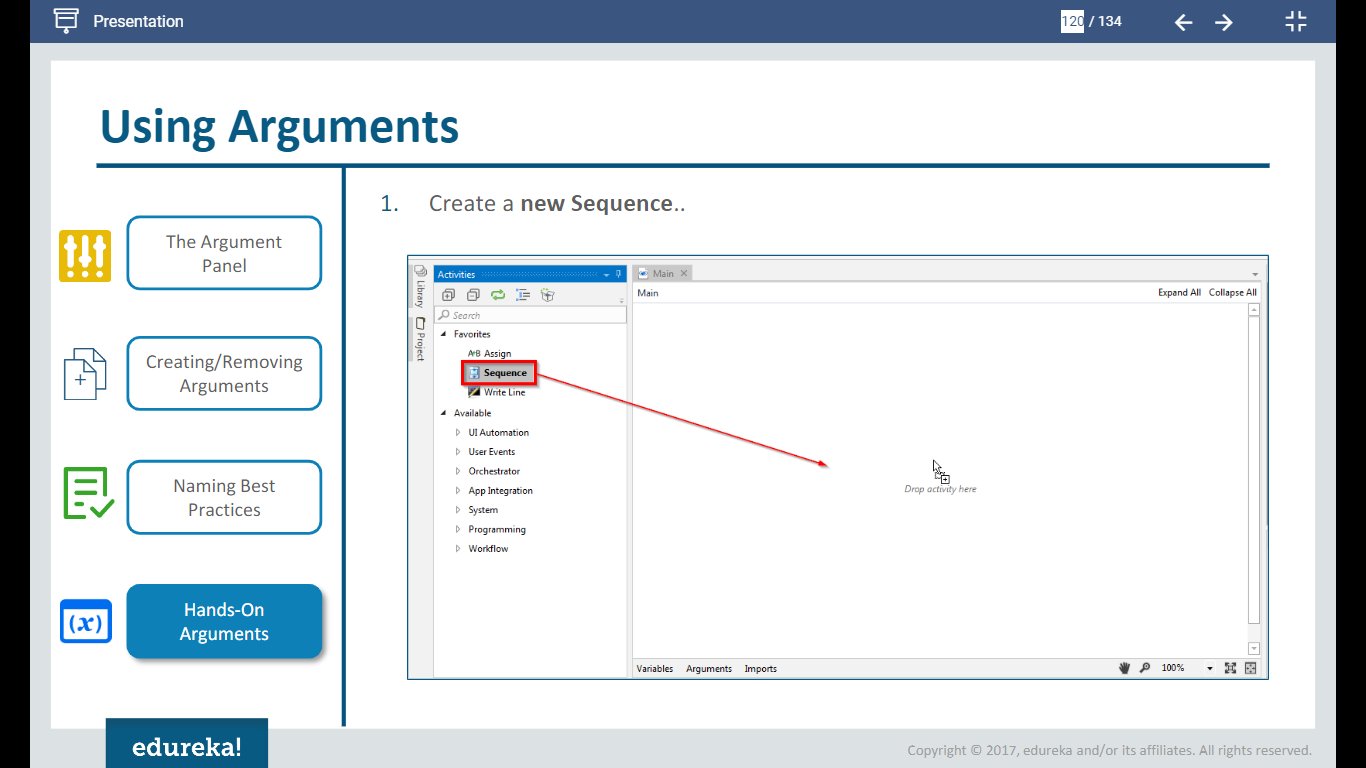 Presentation
120 / 134
Using Arguments
The Argument
Panel
Creating/Removing
Arguments
Naming Best
Practices
(x)
Hands-On
Arguments
1. Create a new Sequence..
Library
Project
Activities
Search
Favorites
A+B Assign
Sequence
Write Line
Available
UI Automation
User Events
Orchestrator
App Integration
System
Programming
Workflow
Main
Main
Expand All Collapse All
Drop activity here
Variables Arguments Imports
100%
edureka!
Copyright © 2017, edureka and/or its affiliates. All rights reserved.